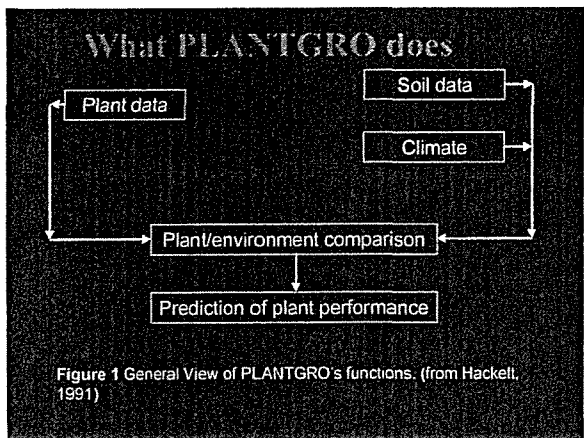 What PLANTGRO does
Plant data
Soil data
Climate
Plant/environment comparison
Prediction of plant performance
Figure 1 General View of PLANTGRO's functions. (from Hackett,
1991)